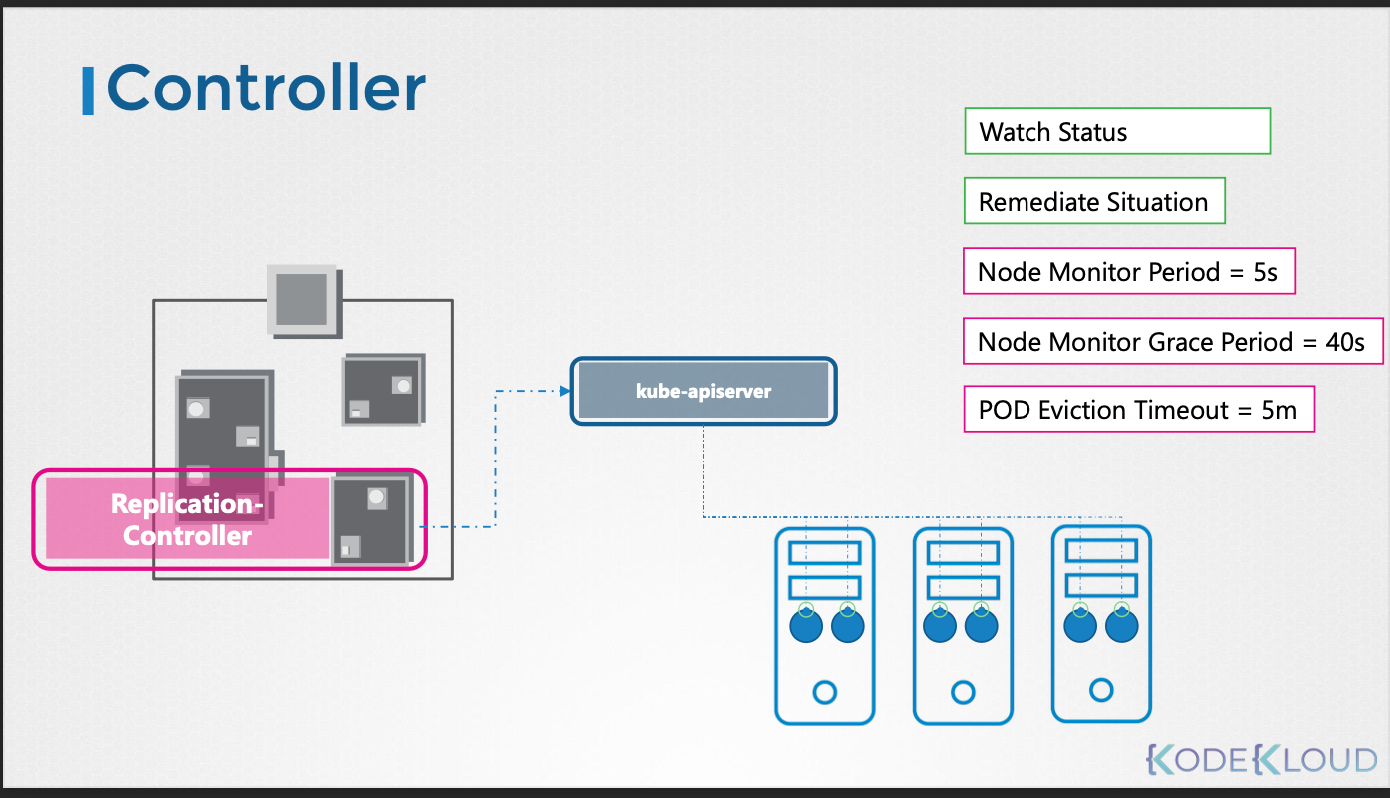 Controller
Watch Status
Remediate Situation
Node Monitor Period = 5s
Node Monitor Grace Period = 40s
POD Eviction Timeout = 5m
kube-apiserver
Replication-
Controller
KODEKLOUD